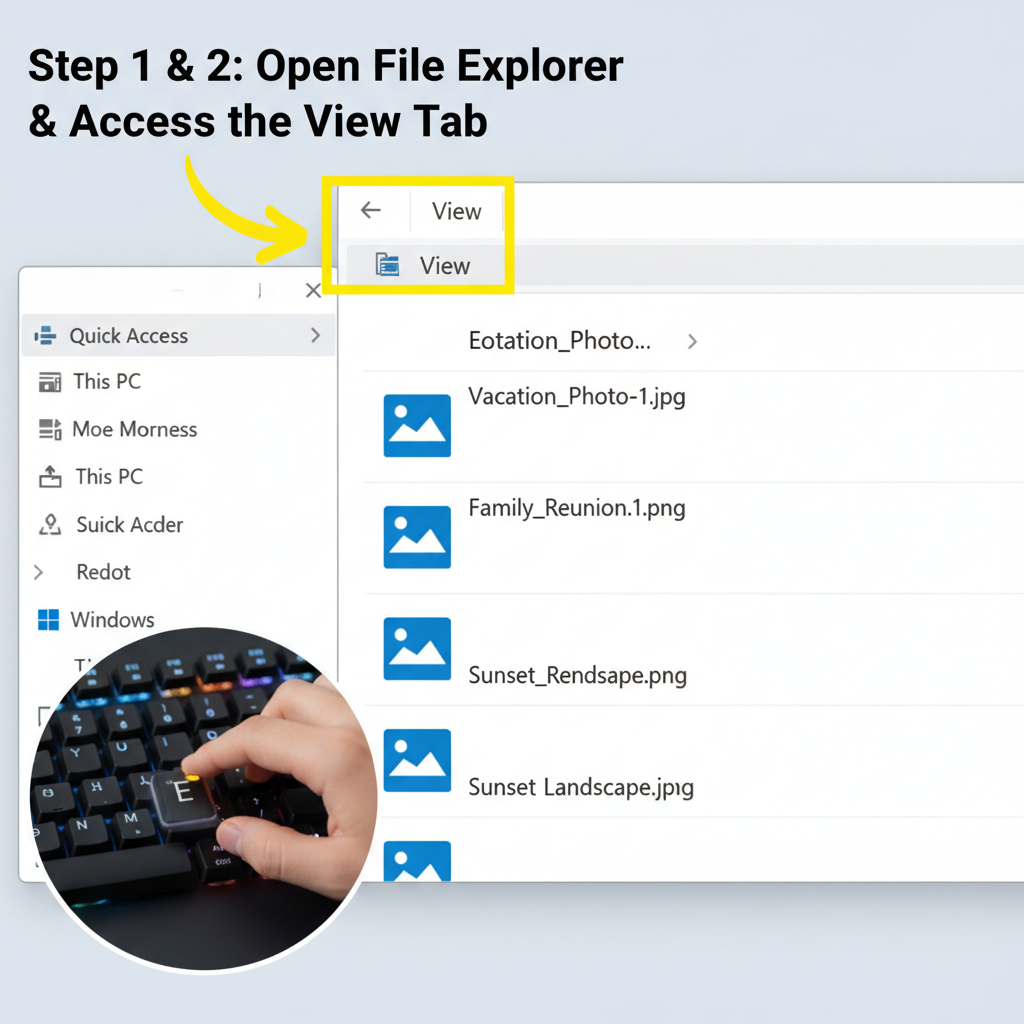 Step 1 & 2: Open File Explorer
& Access the View Tab
View
View
Quick Access
This PC
Moe Morness
This PC
Suick Acder
Redot
Windows
Eotation_Photo...
Vacation_Photo-1.jpg
Family_Reunion.1.png
Sunset_Rendsape.png
Sunset Landscape.jpıg
Y U
H
E
N M